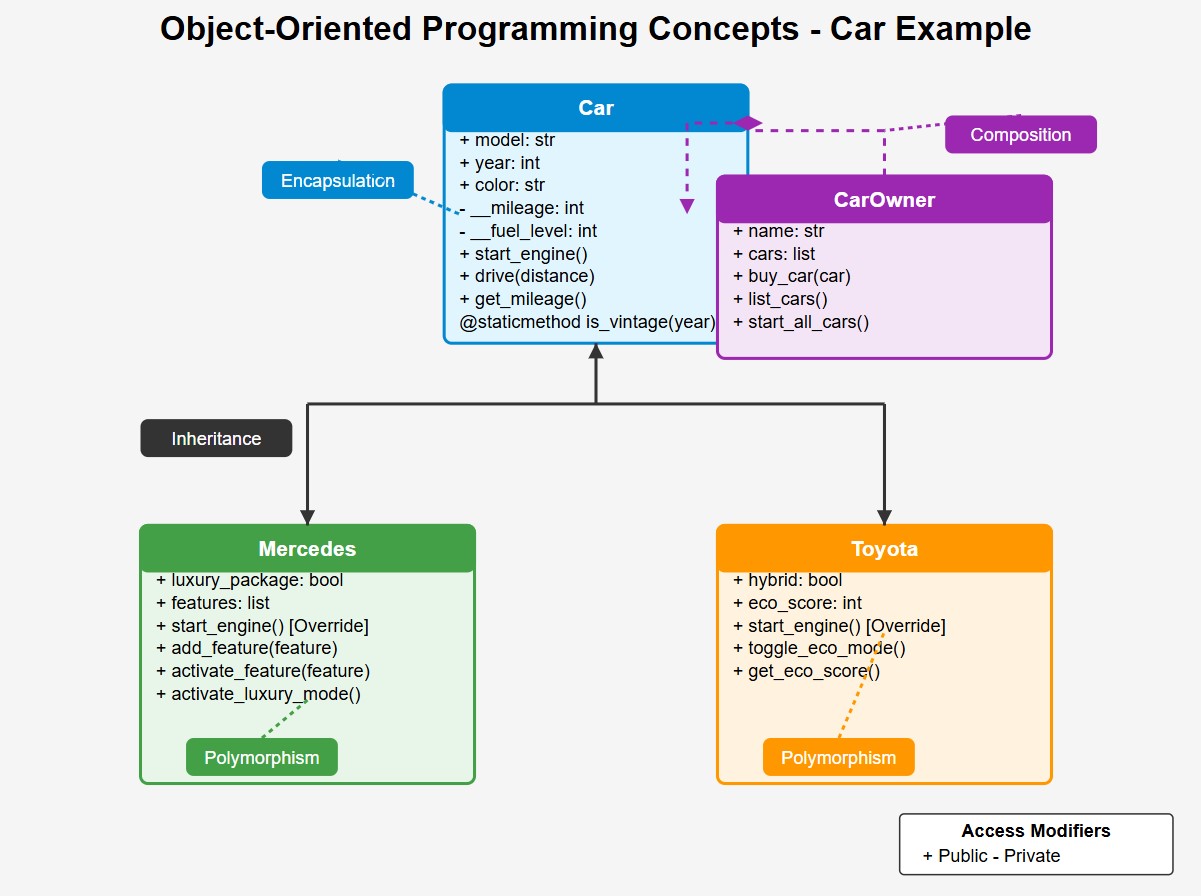 Object-Oriented Programming Concepts - Car Example
Car
+ model: str
+ year: int
+ color: str
- __mileage: int
- __fuel_level: int
+ start_engine()
+ drive(distance)
+ get_mileage()
@staticmethod is_vintage(year)
Encapsulation
Composition
CarOwner
+ name: str
+ cars: list
+ buy_car(car)
+ list_cars()
+ start_all_cars()
Inheritance
Mercedes
+ luxury_package: bool
+ features: list
+ start_engine() [Override]
+ add_feature(feature)
+ activate_feature(feature)
+ activate_luxury_mode()
Polymorphism
Toyota
+ hybrid: bool
+ eco_score: int
+ start_engine() [Override]
+ toggle_eco_mode()
+ get_eco_score()
Polymorphism
Access Modifiers
+ Public - Private